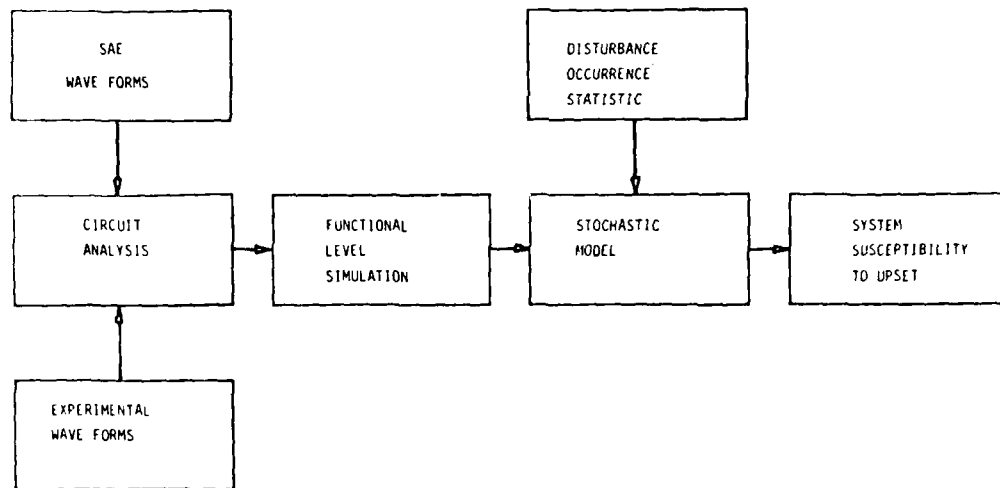 SAE
WAVE FORMS
DISTURBANCE
OCCURRENCE
STATISTIC
CIRCUIT
ANALYSIS
FUNCTIONAL
LEVEL
SIMULATION
STOCHASTIC
MODEL
SYSTEM
SUSCEPTIBILITY
TO UPSET
EXPERIMENTAL
WAVE FORMS